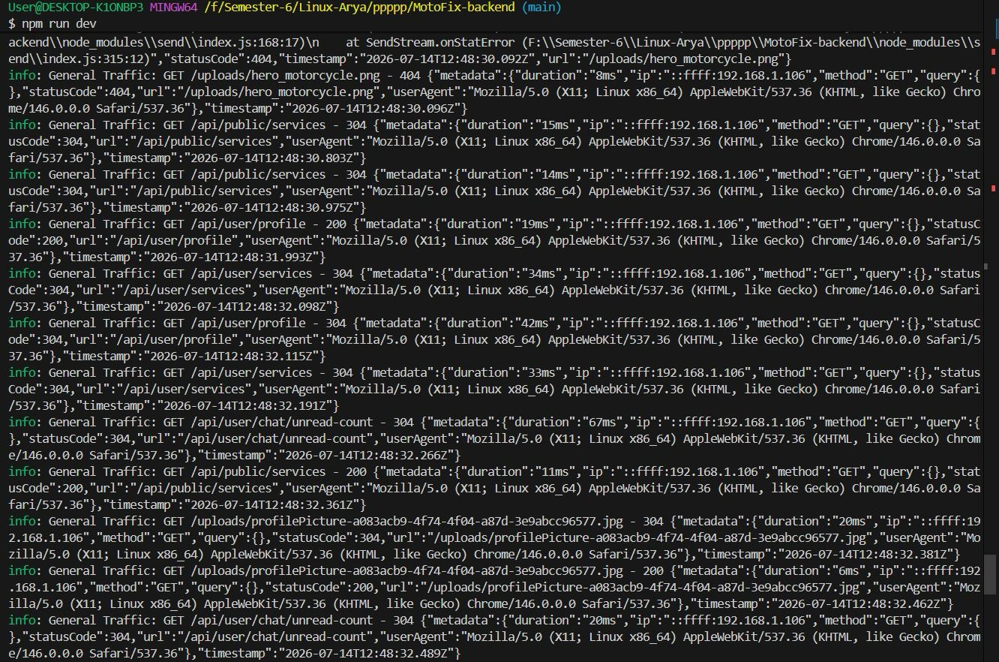 User@DESKTOP-K1ONBP3 MINGW64 /f/Semester-6/Linux-Arya/ppppp/MotoFix-backend (main)
$ npm run dev
ackend\\node_modules\\send\\index.js:168:17)\n    at SendStream.onStatError (F:\\Semester-6\\Linux-Arya\\ppppp\\MotoFix-backend\\node_modules\\s
end\\index.js:315:12)","statusCode":404,"timestamp":"2026-07-14T12:48:30.092Z","url":"/uploads/hero_motorcycle.png"}
info: General Traffic: GET /uploads/hero_motorcycle.png - 404 {"metadata":{"duration":"8ms","ip":"::ffff:192.168.1.106","method":"GET","query":{
},"statusCode":404,"url":"/uploads/hero_motorcycle.png","userAgent":"Mozilla/5.0 (X11; Linux x86_64) AppleWebKit/537.36 (KHTML, like Gecko) Chro
me/146.0.0.0 Safari/537.36"},"timestamp":"2026-07-14T12:48:30.096Z"}
info: General Traffic: GET /api/public/services - 304 {"metadata":{"duration":"15ms","ip":"::ffff:192.168.1.106","method":"GET","query":{},"stat
usCode":304,"url":"/api/public/services","userAgent":"Mozilla/5.0 (X11; Linux x86_64) AppleWebKit/537.36 (KHTML, like Gecko) Chrome/146.0.0.0 Sa
fari/537.36"},"timestamp":"2026-07-14T12:48:30.803Z"}
info: General Traffic: GET /api/public/services - 304 {"metadata":{"duration":"14ms","ip":"::ffff:192.168.1.106","method":"GET","query":{},"stat
usCode":304,"url":"/api/public/services","userAgent":"Mozilla/5.0 (X11; Linux x86_64) AppleWebKit/537.36 (KHTML, like Gecko) Chrome/146.0.0.0 Sa
fari/537.36"},"timestamp":"2026-07-14T12:48:30.975Z"}
info: General Traffic: GET /api/user/profile - 200 {"metadata":{"duration":"19ms","ip":"::ffff:192.168.1.106","method":"GET","query":{},"statusC
ode":200,"url":"/api/user/profile","userAgent":"Mozilla/5.0 (X11; Linux x86_64) AppleWebKit/537.36 (KHTML, like Gecko) Chrome/146.0.0.0 Safari/5
37.36"},"timestamp":"2026-07-14T12:48:31.993Z"}
info: General Traffic: GET /api/user/services - 304 {"metadata":{"duration":"34ms","ip":"::ffff:192.168.1.106","method":"GET","query":{},"status
Code":304,"url":"/api/user/services","userAgent":"Mozilla/5.0 (X11; Linux x86_64) AppleWebKit/537.36 (KHTML, like Gecko) Chrome/146.0.0.0 Safari
/537.36"},"timestamp":"2026-07-14T12:48:32.098Z"}
info: General Traffic: GET /api/user/profile - 304 {"metadata":{"duration":"42ms","ip":"::ffff:192.168.1.106","method":"GET","query":{},"statusC
ode":304,"url":"/api/user/profile","userAgent":"Mozilla/5.0 (X11; Linux x86_64) AppleWebKit/537.36 (KHTML, like Gecko) Chrome/146.0.0.0 Safari/5
37.36"},"timestamp":"2026-07-14T12:48:32.115Z"}
info: General Traffic: GET /api/user/services - 304 {"metadata":{"duration":"33ms","ip":"::ffff:192.168.1.106","method":"GET","query":{},"status
Code":304,"url":"/api/user/services","userAgent":"Mozilla/5.0 (X11; Linux x86_64) AppleWebKit/537.36 (KHTML, like Gecko) Chrome/146.0.0.0 Safari
/537.36"},"timestamp":"2026-07-14T12:48:32.191Z"}
info: General Traffic: GET /api/user/chat/unread-count - 304 {"metadata":{"duration":"67ms","ip":"::ffff:192.168.1.106","method":"GET","query":{
},"statusCode":304,"url":"/api/user/chat/unread-count","userAgent":"Mozilla/5.0 (X11; Linux x86_64) AppleWebKit/537.36 (KHTML, like Gecko) Chrom
e/146.0.0.0 Safari/537.36"},"timestamp":"2026-07-14T12:48:32.266Z"}
info: General Traffic: GET /api/public/services - 200 {"metadata":{"duration":"11ms","ip":"::ffff:192.168.1.106","method":"GET","query":{},"stat
usCode":200,"url":"/api/public/services","userAgent":"Mozilla/5.0 (X11; Linux x86_64) AppleWebKit/537.36 (KHTML, like Gecko) Chrome/146.0.0.0 Sa
fari/537.36"},"timestamp":"2026-07-14T12:48:32.361Z"}
info: General Traffic: GET /uploads/profilePicture-a083acb9-4f74-4f04-a87d-3e9abcc96577.jpg - 304 {"metadata":{"duration":"20ms","ip":"::ffff:19
2.168.1.106","method":"GET","query":{},"statusCode":304,"url":"/uploads/profilePicture-a083acb9-4f74-4f04-a87d-3e9abcc96577.jpg","userAgent":"Mo
zilla/5.0 (X11; Linux x86_64) AppleWebKit/537.36 (KHTML, like Gecko) Chrome/146.0.0.0 Safari/537.36"},"timestamp":"2026-07-14T12:48:32.381Z"}
info: General Traffic: GET /uploads/profilePicture-a083acb9-4f74-4f04-a87d-3e9abcc96577.jpg - 200 {"metadata":{"duration":"6ms","ip":"::ffff:192
.168.1.106","method":"GET","query":{},"statusCode":200,"url":"/uploads/profilePicture-a083acb9-4f74-4f04-a87d-3e9abcc96577.jpg","userAgent":"Moz
illa/5.0 (X11; Linux x86_64) AppleWebKit/537.36 (KHTML, like Gecko) Chrome/146.0.0.0 Safari/537.36"},"timestamp":"2026-07-14T12:48:32.462Z"}
info: General Traffic: GET /api/user/chat/unread-count - 304 {"metadata":{"duration":"20ms","ip":"::ffff:192.168.1.106","method":"GET","query":{
},"statusCode":304,"url":"/api/user/chat/unread-count","userAgent":"Mozilla/5.0 (X11; Linux x86_64) AppleWebKit/537.36 (KHTML, like Gecko) Chrom
e/146.0.0.0 Safari/537.36"},"timestamp":"2026-07-14T12:48:32.489Z"}